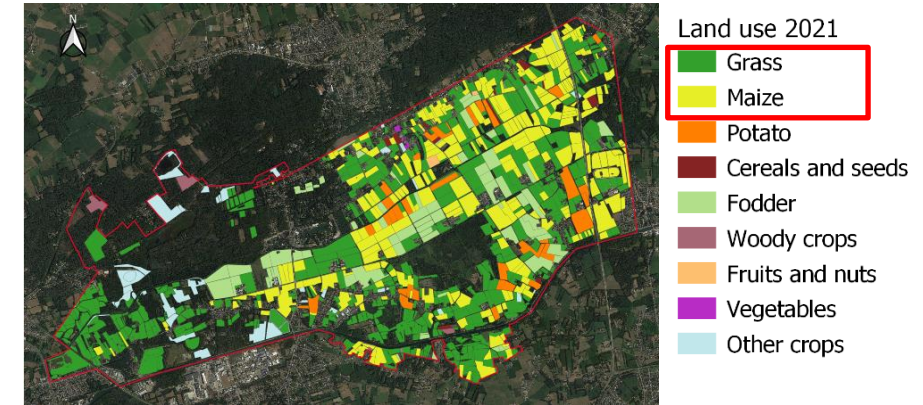 N
Land use 2021
Grass
Maize
Potato
Cereals and seeds
Fodder
Woody crops
Fruits and nuts
Vegetables
Other crops